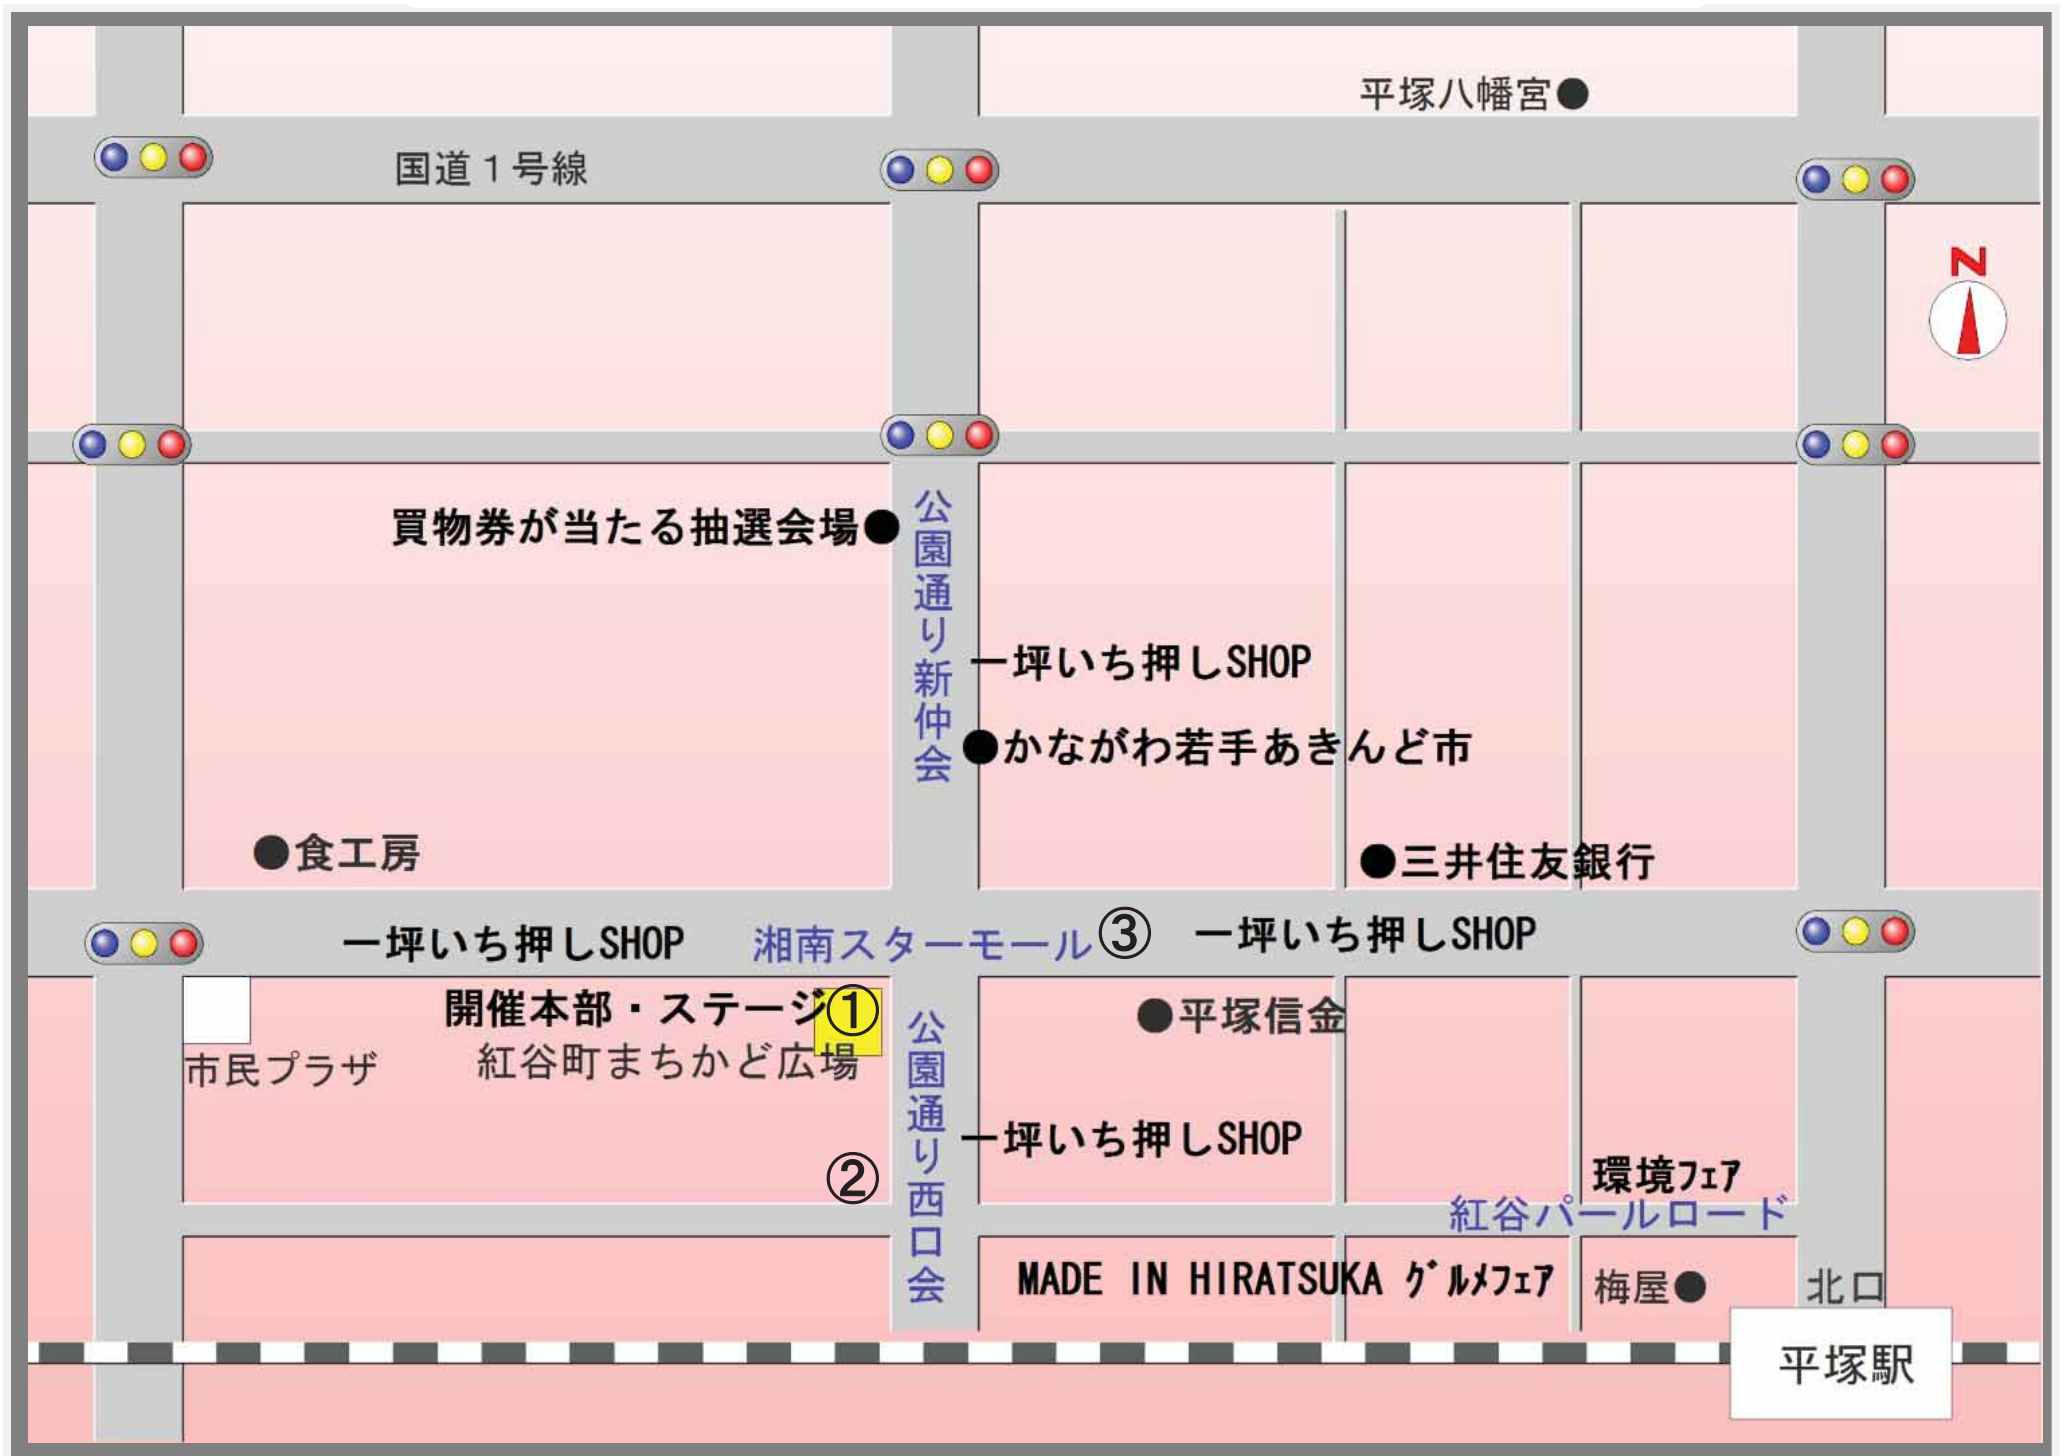 平塚八幡宮●
国道１号線
N
買物券が当たる抽選会場●
公園通り新仲会
一坪いち押しSHOP
●かながわ若手あきんど市
●食工房
●三井住友銀行
一坪いち押しSHOP
湘南スターモール
③
一坪いち押しSHOP
開催本部・ステージ
①
紅谷町まちかど広場
市民プラザ
●平塚信金
公園通り西口会
一坪いち押しSHOP
②
環境ﾌｪｱ
紅谷パールロード
MADE IN HIRATSUKA ｸﾞﾙﾒﾌｪｱ
梅屋●
北口
平塚駅